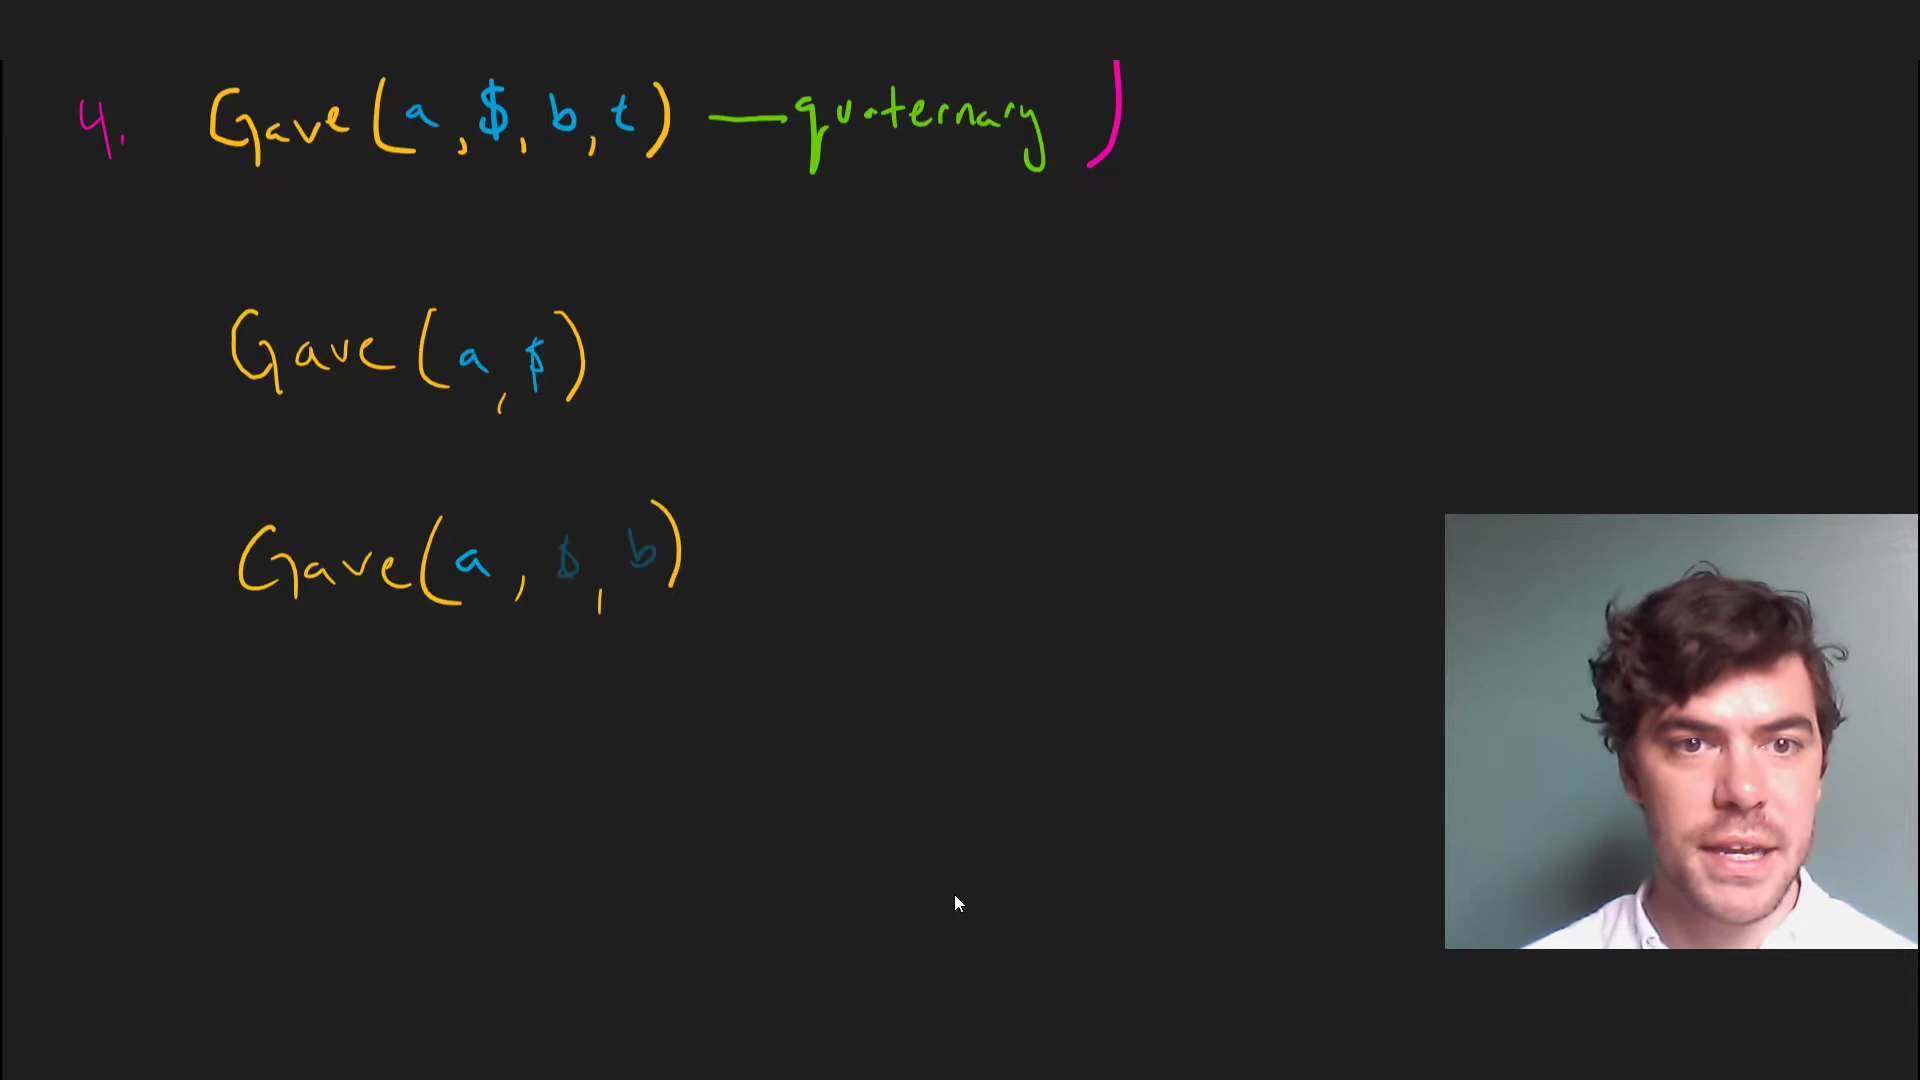 4. Gave(a, $, b, t) — quaternary )
Gave(a, $)
Gave(a, $, b)